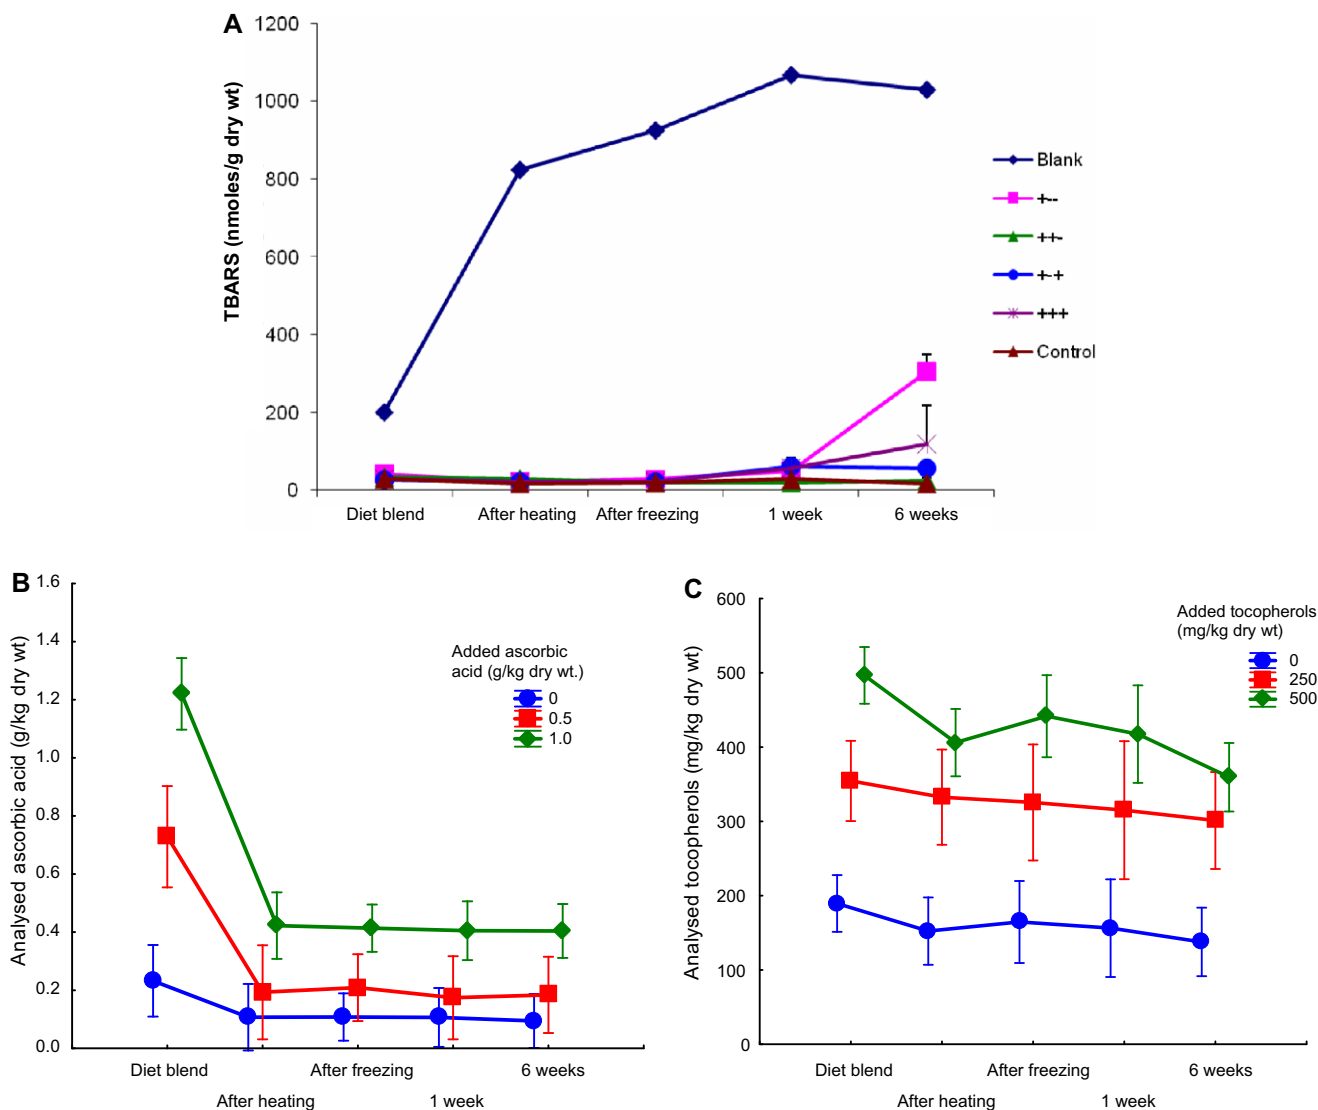 A
TBARS (nmoles/g dry wt)
1200
1000
800
600
400
200
0
Diet blend
After heating
After freezing
1 week
6 weeks
Blank
+--
++-
+-+
+++
Control
B
Analysed ascorbic acid (g/kg dry wt)
1.6
1.4
1.2
1.0
0.8
0.6
0.4
0.2
0.0
Added ascorbic
acid (g/kg dry wt.)
0
0.5
1.0
Diet blend
After heating
After freezing
1 week
6 weeks
C
Analysed tocopherols (mg/kg dry wt)
600
500
400
300
200
100
0
Added tocopherols
(mg/kg dry wt)
0
250
500
Diet blend
After heating
After freezing
1 week
6 weeks